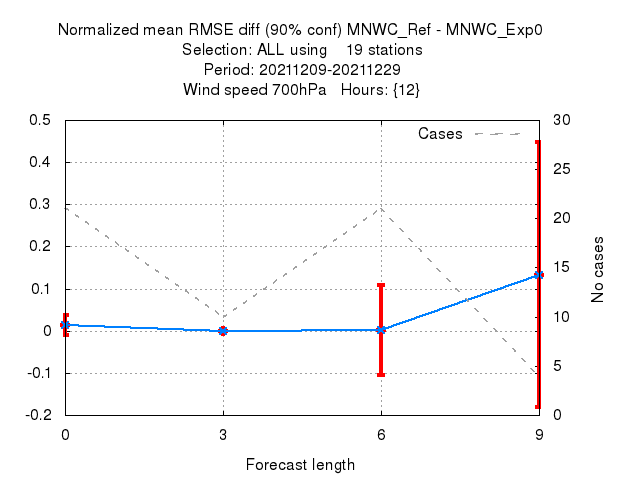 Normalized mean RMSE diff (90% conf) MNWC_Ref - MNWC_Exp0
Selection: ALL using 19 stations
Period: 20211209-20211229
Wind speed 700hPa Hours: {12}
Cases
0.5
0.4
0.3
0.2
0.1
0
-0.1
-0.2
30
25
20
15
10
5
0
No cases
0 3 6 9
Forecast length